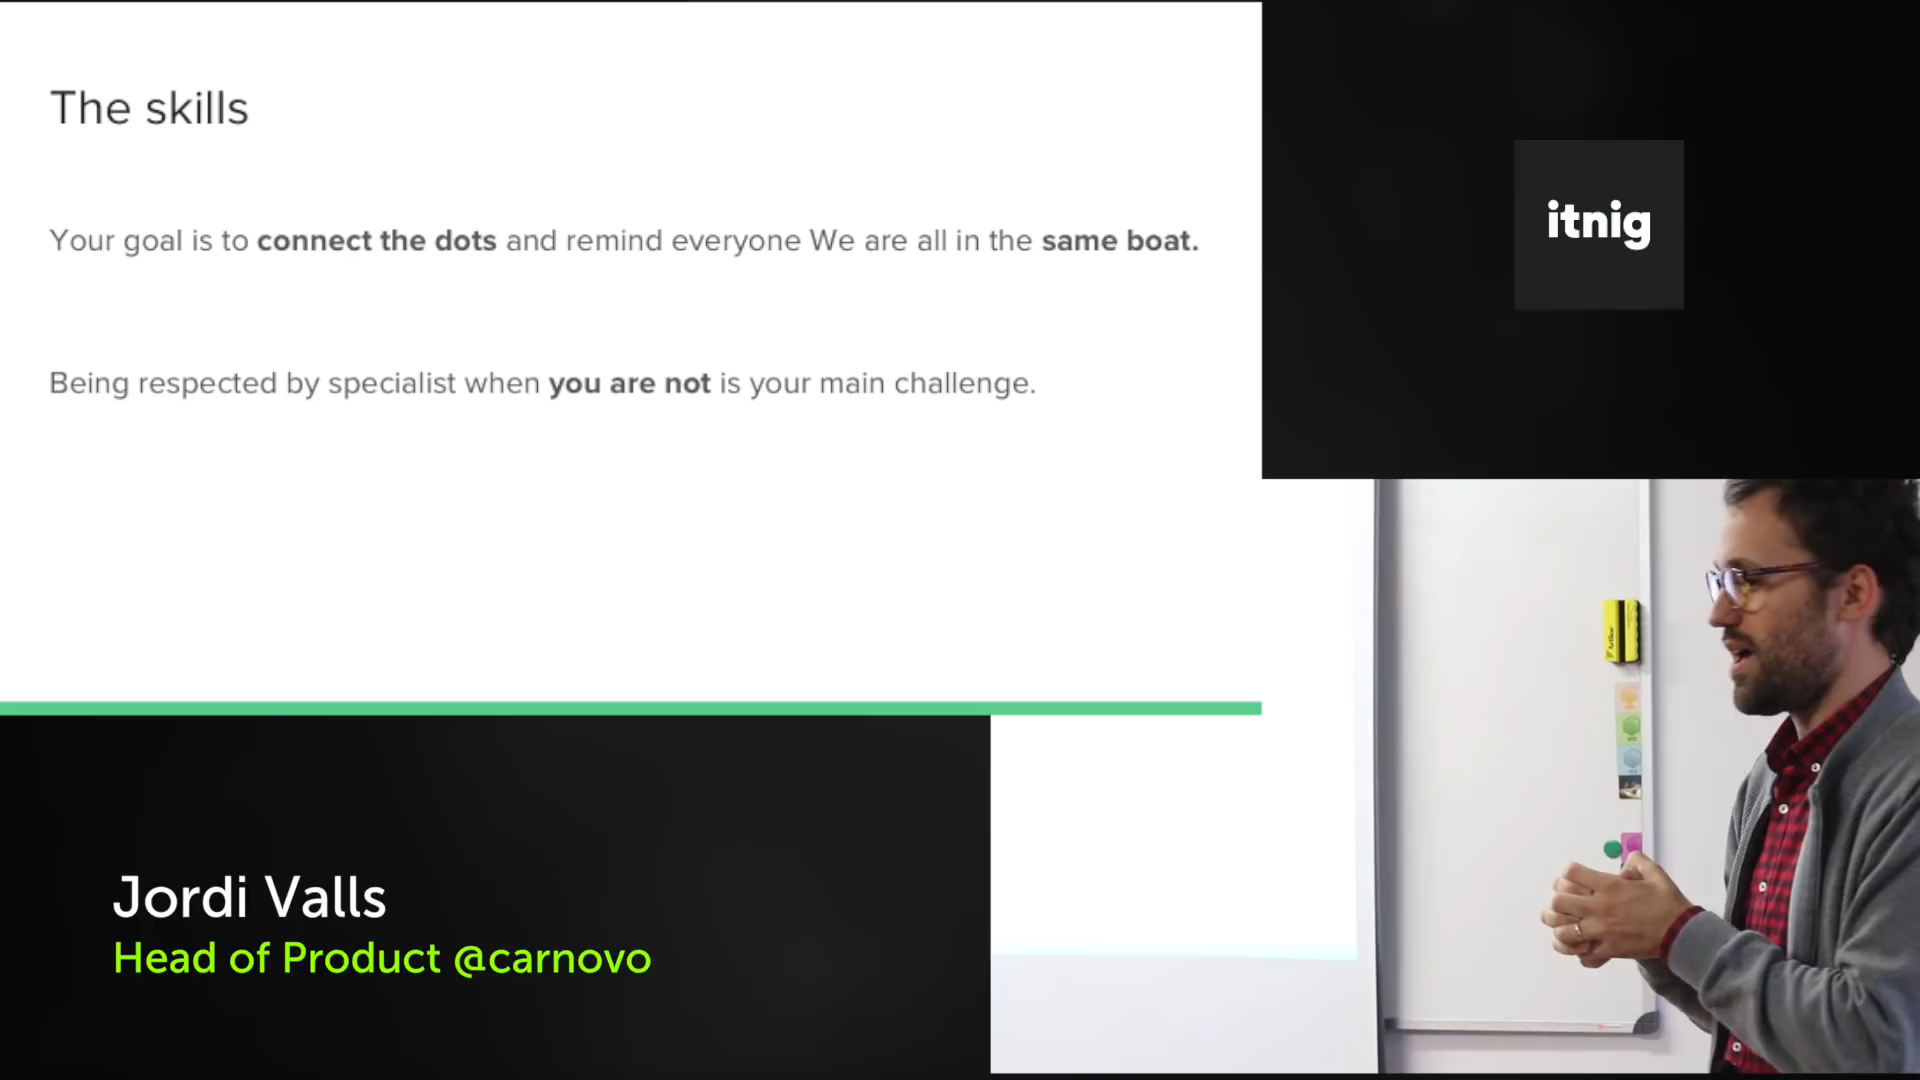 The skills
Your goal is to connect the dots and remind everyone We are all in the same boat.
Being respected by specialist when you are not is your main challenge.
itnig
Jordi Valls
Head of Product @carnovo